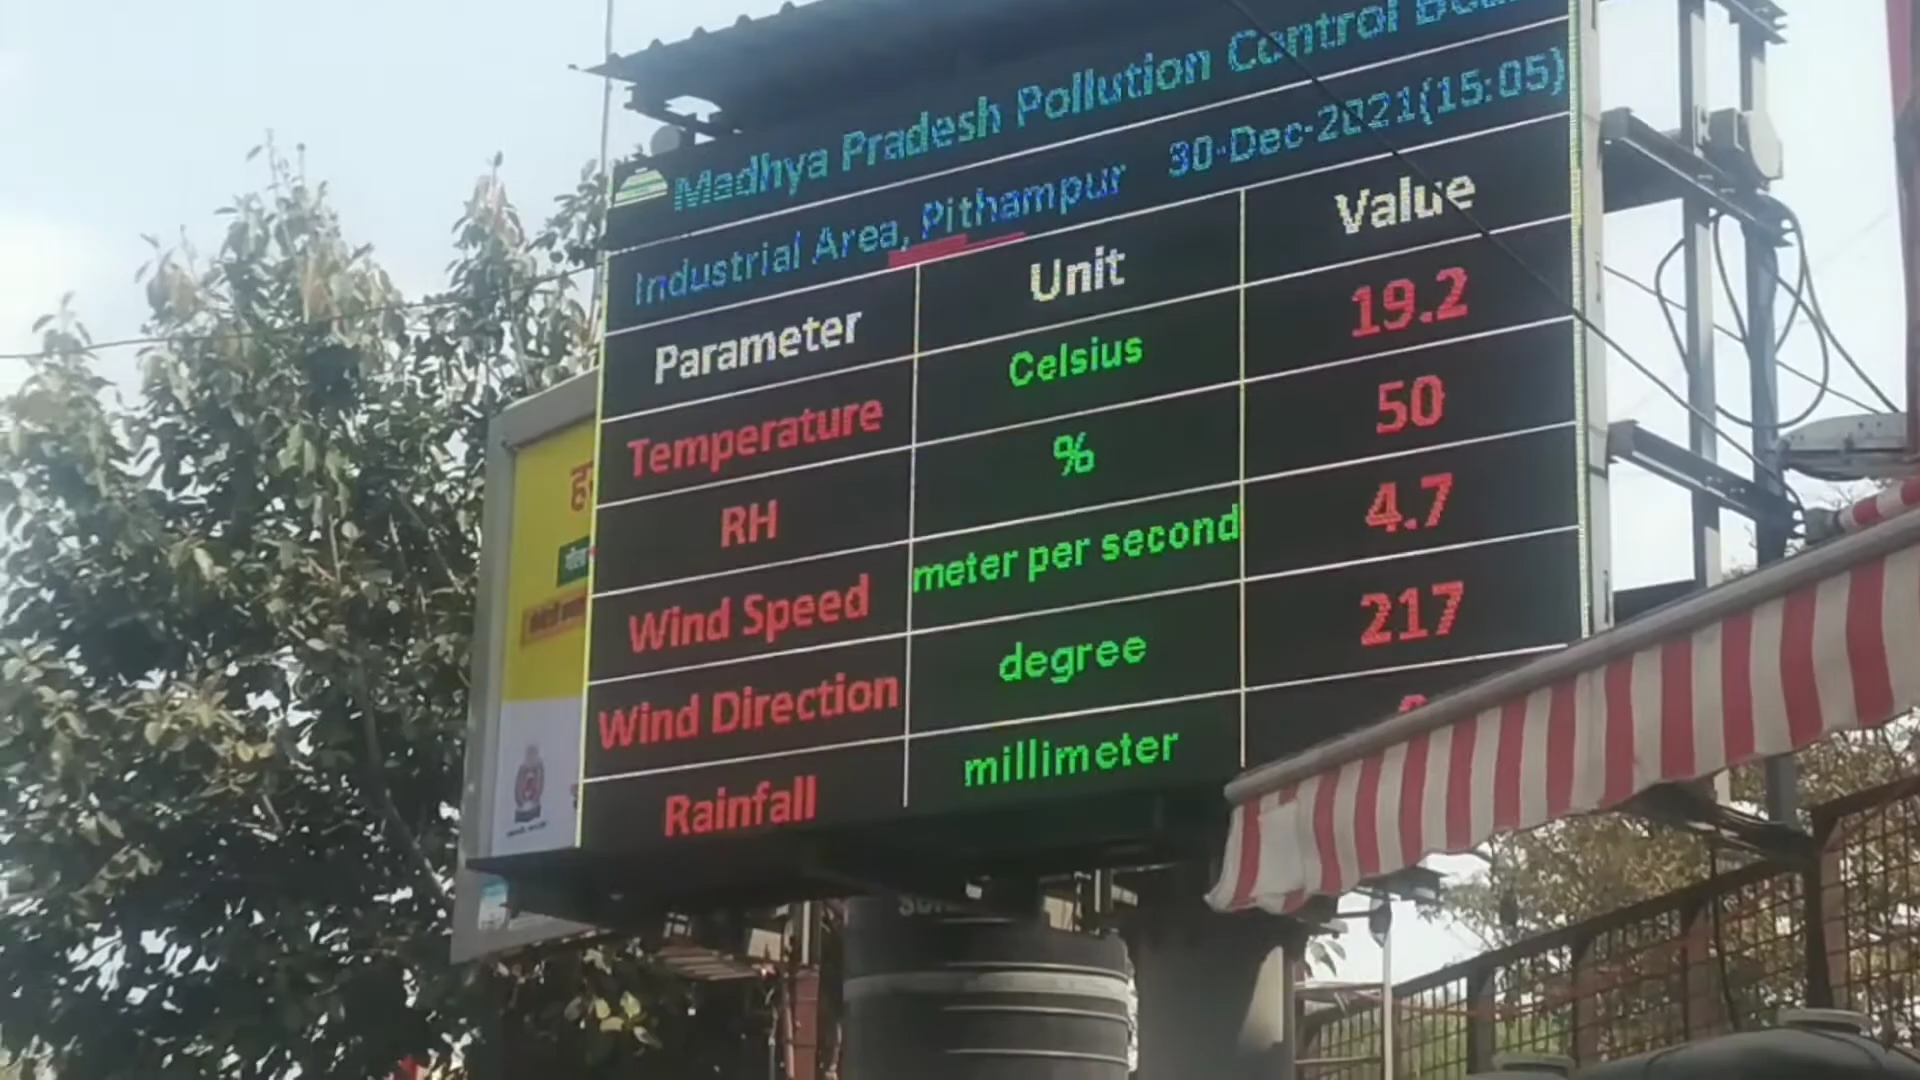 Madhya Pradesh Pollution Control
Industrial Area, Pithampur 30-Dec-2021(15:05)
Parameter Unit Value
Temperature Celsius 19.2
RH % 50
Wind Speed meter per second 4.7
Wind Direction degree 217
Rainfall millimeter